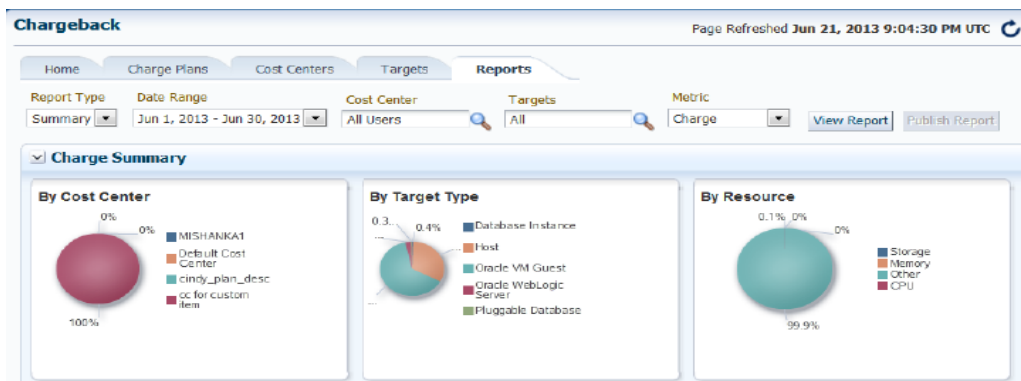 Chargeback
Page Refreshed Jun 21, 2013 9:04:30 PM UTC
Home Charge Plans Cost Centers Targets Reports
Report Type Date Range Cost Center Targets Metric
Summary Jun 1, 2013 - Jun 30, 2013 All Users All Charge View Report Publish Report
Charge Summary
By Cost Center
0%
0%
MISHANKA1
Default Cost
Center
cindy_plan_desc
cc for custom
item
100%
By Target Type
0.3...
0.4%
...
...
...
Database Instance
Host
Oracle VM Guest
Oracle WebLogic
Server
Pluggable Database
By Resource
0.1% 0%
0%
Storage
Memory
Other
CPU
99.9%